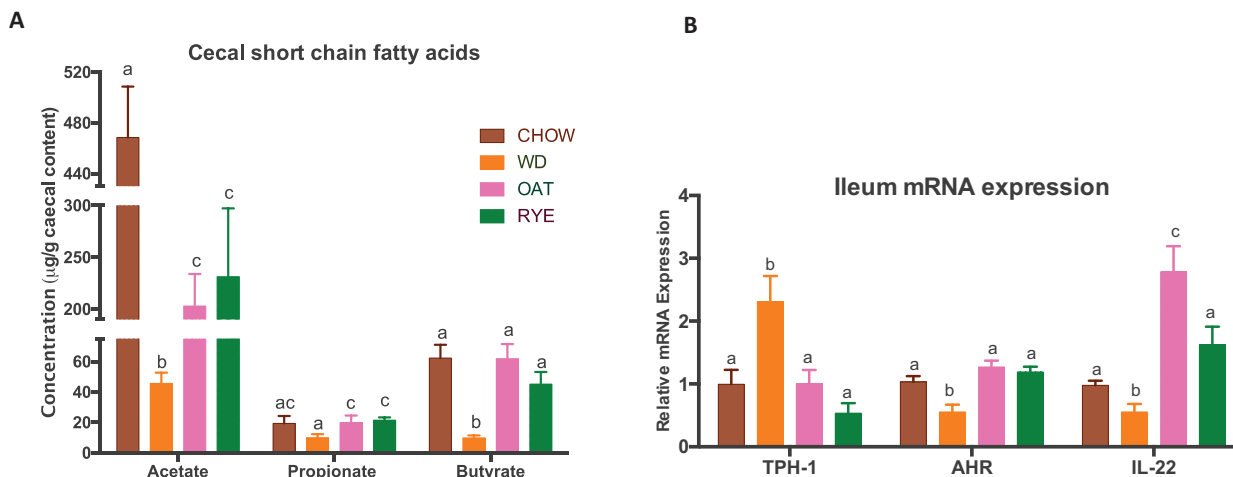 A
Cecal short chain fatty acids
Concentration (μg/g caecal content)
520
480
440
300
250
200
60
40
20
0
a
b
c
c
ac
a
c
c
a
b
a
a
CHOW
WD
OAT
RYE
Acetate
Propionate
Butyrate
B
Ileum mRNA expression
Relative mRNA Expression
4
3
2
1
0
a
b
a
a
a
b
a
a
a
b
c
a
TPH-1
AHR
IL-22